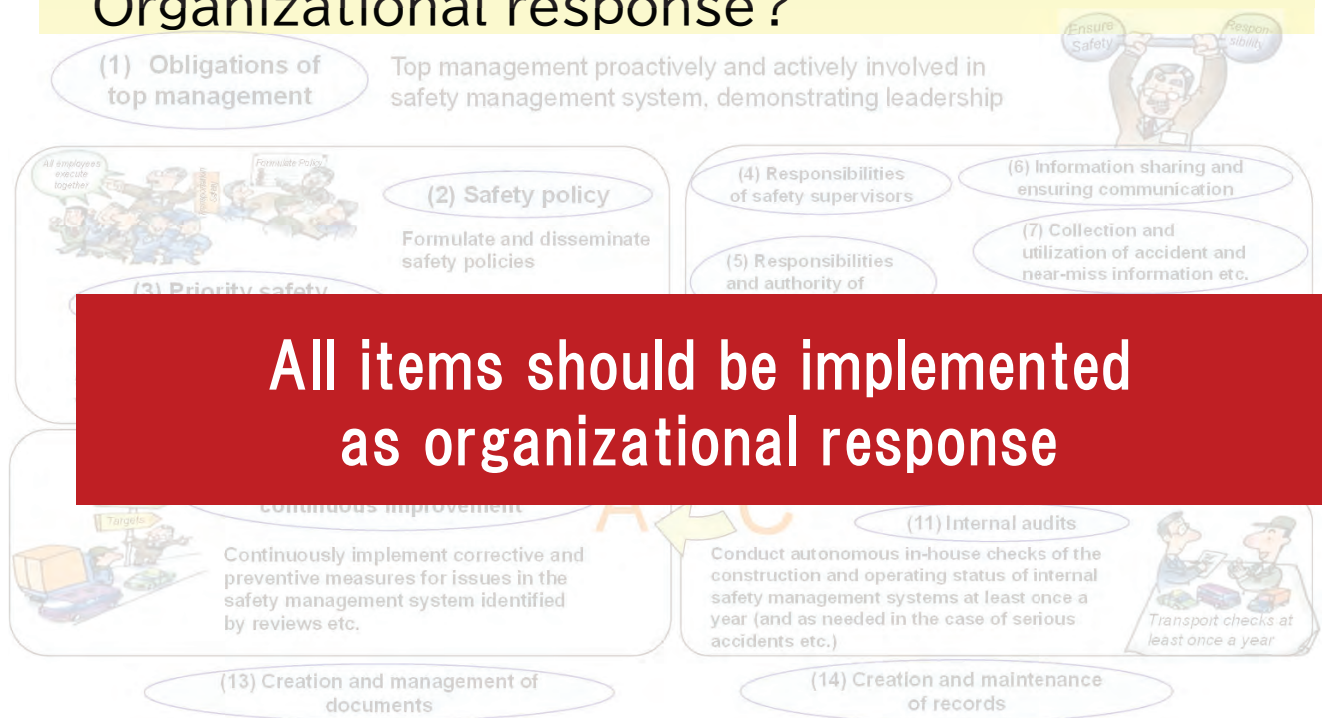 Organizational response?
Ensure
Safety
Respon-
sibility
(1) Obligations of
top management
Top management proactively and actively involved in
safety management system, demonstrating leadership
All employees
execute
together
Formulate Policy
(2) Safety policy
Formulate and disseminate
safety policies
(3) Priority safety
(4) Responsibilities
of safety supervisors
(6) Information sharing and
ensuring communication
(5) Responsibilities
and authority of
(7) Collection and
utilization of accident and
near-miss information etc.
All items should be implemented
as organizational response
continuous improvement
A
C
Targets
Continuously implement corrective and
preventive measures for issues in the
safety management system identified
by reviews etc.
(11) Internal audits
Conduct autonomous in-house checks of the
construction and operating status of internal
safety management systems at least once a
year (and as needed in the case of serious
accidents etc.)
Transport checks at
least once a year
(13) Creation and management of
documents
(14) Creation and maintenance
of records